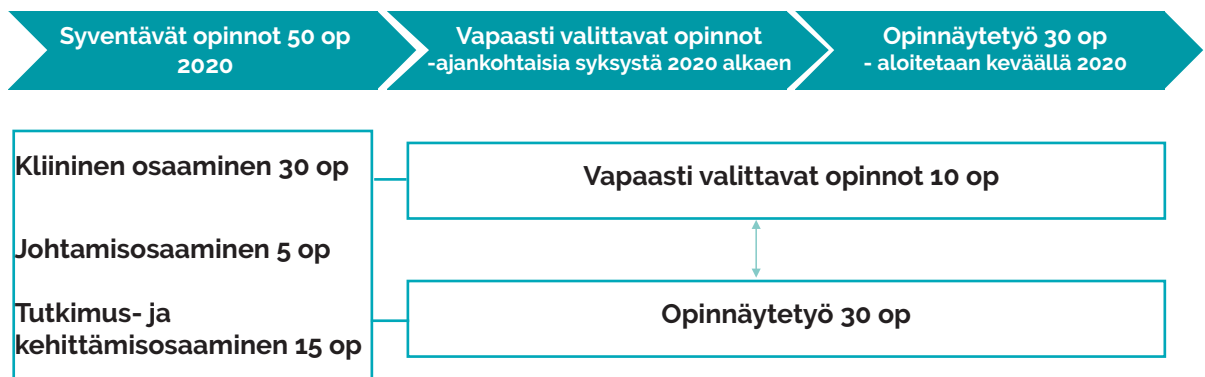 Syventävät opinnot 50 op
2020
Vapaasti valittavat opinnot
-ajankohtaisia syksystä 2020 alkaen
Opinnäytetyö 30 op
- aloitetaan keväällä 2020
Kliininen osaaminen 30 op
Johtamisosaaminen 5 op
Tutkimus- ja
kehittämisosaaminen 15 op
Vapaasti valittavat opinnot 10 op
Opinnäytetyö 30 op